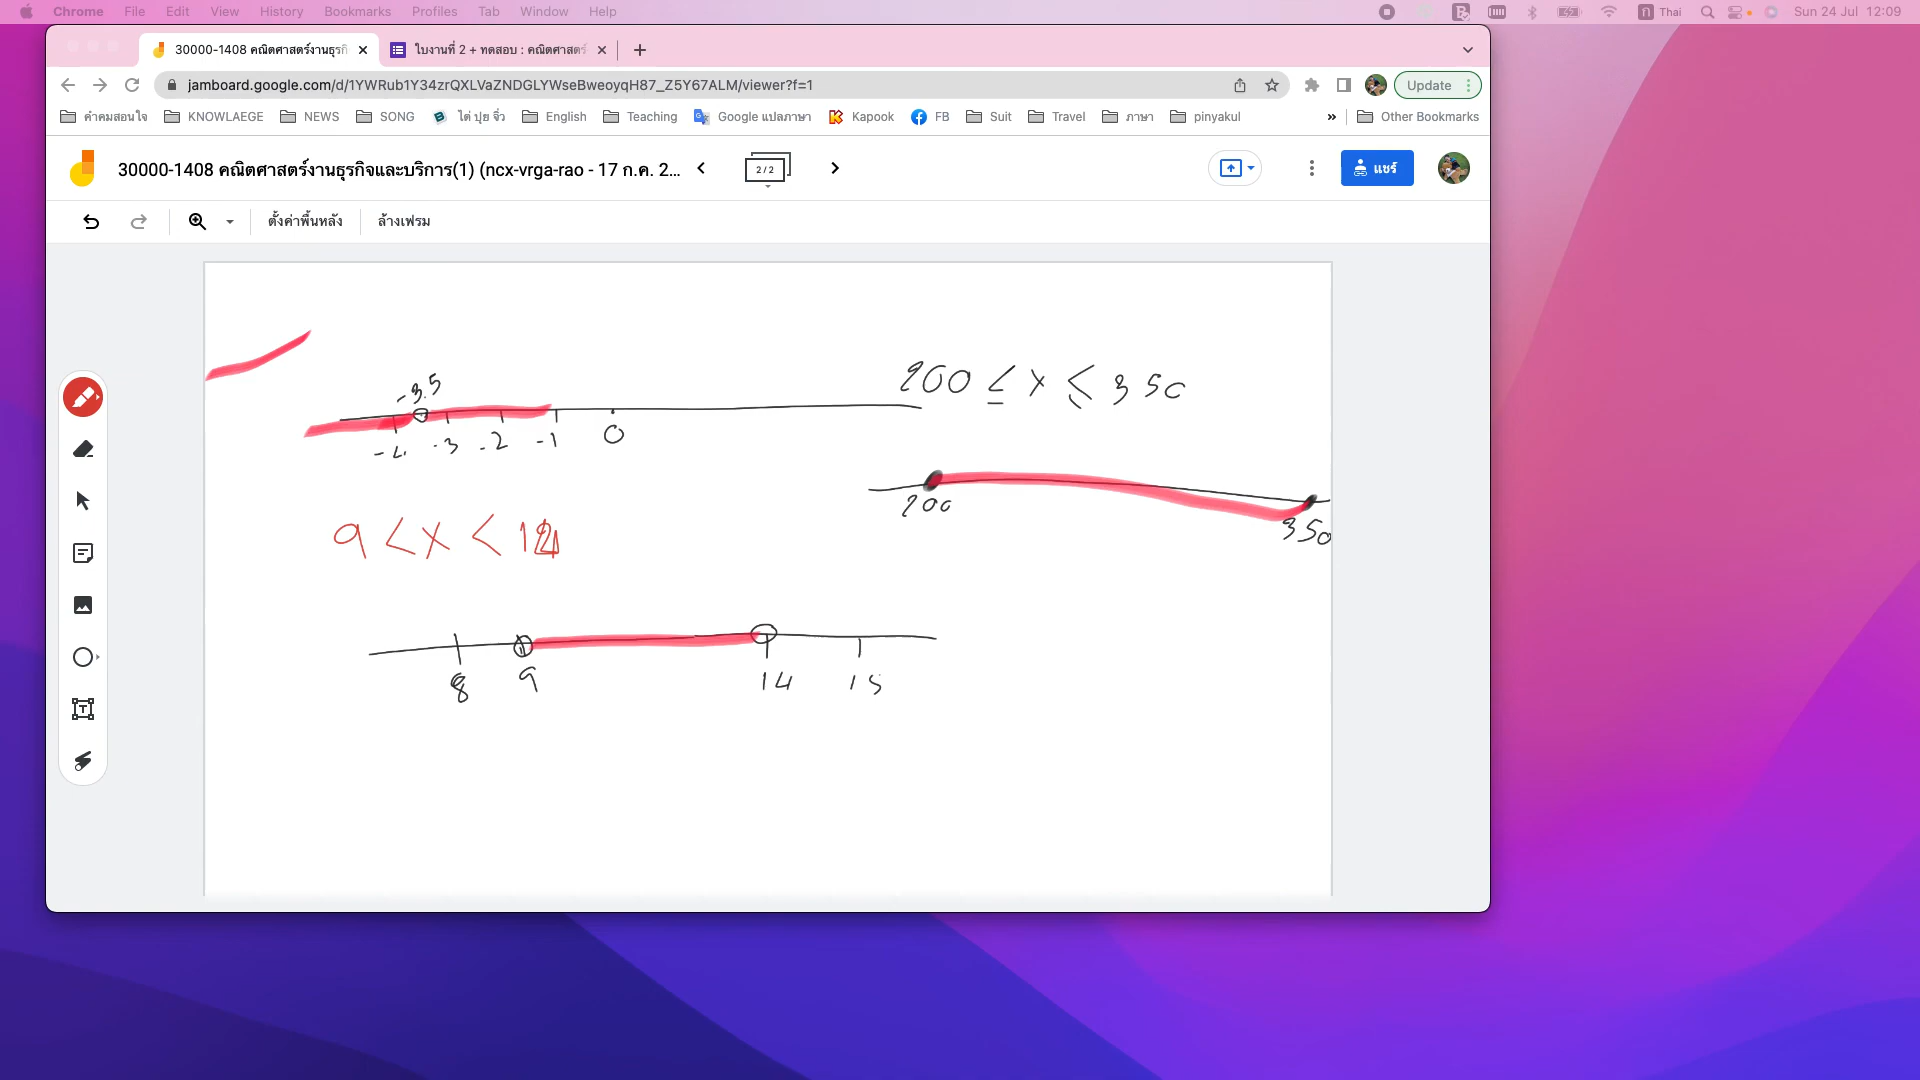 Chrome File Edit View History Bookmarks Profiles Tab Window Help Thai Sun 24 Jul 12:09
30000-1408 คณิตศาสตร์งานธุรกิ ใบงานที่ 2 + ทดสอบ : คณิตศาสตร์
jamboard.google.com/d/1YWRub1Y34zrQXLVaZNDGLYWseBweoyqH87_Z5Y67ALM/viewer?f=1 Update
คำคมสอนใจ KNOWLAEGE NEWS SONG ไต่ ปุย จิ๋ว English Teaching Google แปลภาษา Kapook FB Suit Travel ภาษา pinyakul » Other Bookmarks
30000-1408 คณิตศาสตร์งานธุรกิจและบริการ(1) (ncx-vrga-rao - 17 ก.ค. 2... 2 / 2 แชร์
ตั้งค่าพื้นหลัง ล้างเฟรม
-3.5
-4 -3 -2 -1 0
200 ≤ x ≤ 350
200 350
9 < x < 14
8 9 14 15